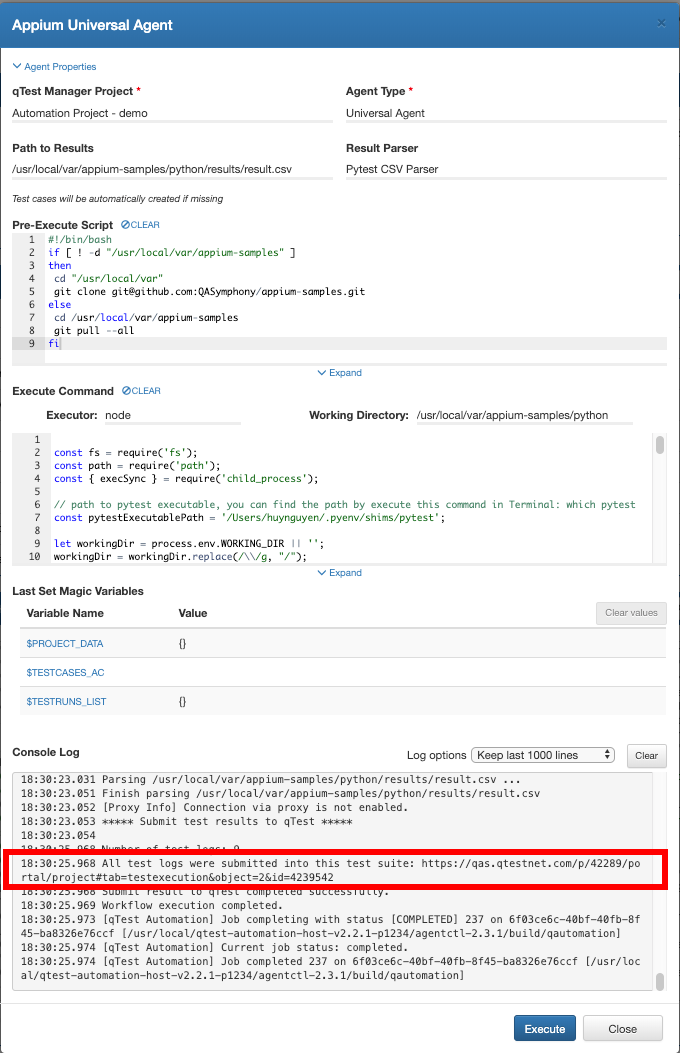 Appium Universal Agent
×
Agent Properties
qTest Manager Project *
Agent Type *
Automation Project - demo
Universal Agent
Path to Results
Result Parser
/usr/local/var/appium-samples/python/results/result.csv
Pytest CSV Parser
Test cases will be automatically created if missing
Pre-Execute Script CLEAR
1 #!/bin/bash
2 if [ ! -d "/usr/local/var/appium-samples" ]
3 then
4 cd "/usr/local/var"
5 git clone git@github.com:QASymphony/appium-samples.git
6 else
7 cd /usr/local/var/appium-samples
8 git pull --all
9 fi
Expand
Execute Command CLEAR
Executor: node
Working Directory: /usr/local/var/appium-samples/python
1
2 const fs = require('fs');
3 const path = require('path');
4 const { execSync } = require('child_process');
5
6 // path to pytest executable, you can find the path by execute this command in Terminal: which pytest
7 const pytestExecutablePath = '/Users/huynguyen/.pyenv/shims/pytest';
8
9 let workingDir = process.env.WORKING_DIR || '';
10 workingDir = workingDir.replace(/\\/g, "/");
Expand
Last Set Magic Variables
Variable Name Value Clear values
$PROJECT_DATA {}
$TESTCASES_AC
$TESTRUNS_LIST {}
Console Log
Log options Keep last 1000 lines Clear
18:30:23.031 Parsing /usr/local/var/appium-samples/python/results/result.csv ...
18:30:23.051 Finish parsing /usr/local/var/appium-samples/python/results/result.csv
18:30:23.052 [Proxy Info] Connection via proxy is not enabled.
18:30:23.053 ***** Submit test results to qTest *****
18:30:23.054
18:30:25.968 Number of test logs: 9
18:30:25.968 All test logs were submitted into this test suite: https://qas.qtestnet.com/p/42289/po
rtal/project#tab=testexecution&object=2&id=4239542
18:30:25.968 Submit result to qTest completed successfully.
18:30:25.969 Workflow execution completed.
18:30:25.973 [qTest Automation] Job completing with status [COMPLETED] 237 on 6f03ce6c-40bf-40fb-8f
45-ba8326e76ccf [/usr/local/qtest-automation-host-v2.2.1-p1234/agentctl-2.3.1/build/qautomation]
18:30:25.974 [qTest Automation] Current job status: completed.
18:30:25.974 [qTest Automation] Job completed 237 on 6f03ce6c-40bf-40fb-8f45-ba8326e76ccf [/usr/loc
al/qtest-automation-host-v2.2.1-p1234/agentctl-2.3.1/build/qautomation]
Execute
Close